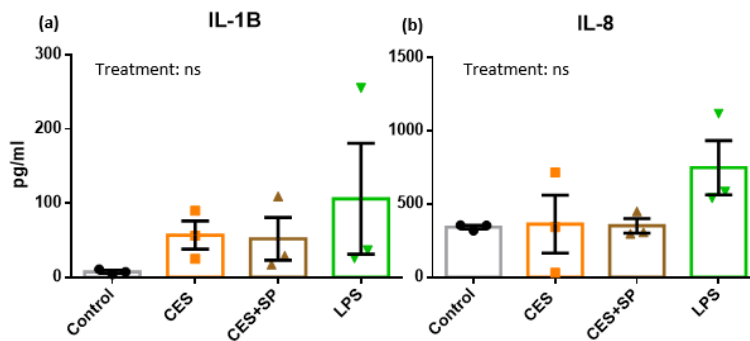 (a)
IL-1B
Treatment: ns
pg/ml
300
200
100
0
Control
CES
CES+SP
LPS
(b)
IL-8
Treatment: ns
1500
1000
500
0
Control
CES
CES+SP
LPS